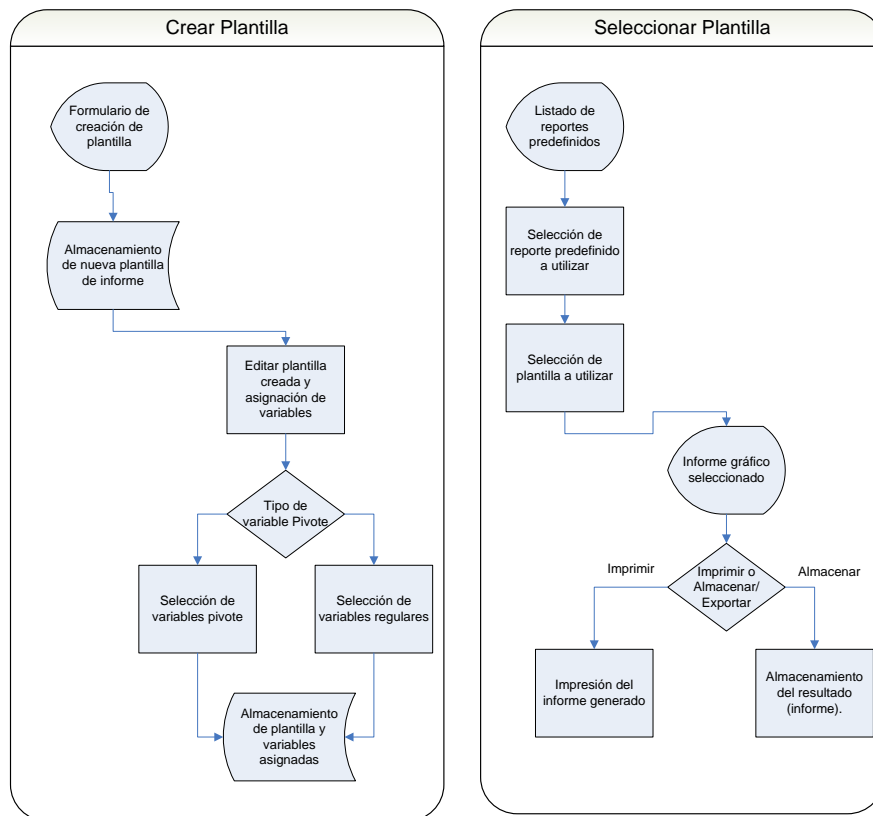 Crear Plantilla
Formulario de
creación de
plantilla
Almacenamiento
de nueva plantilla
de informe
Editar plantilla
creada y
asignación de
variables
Tipo de
variable Pivote
Selección de
variables pivote
Selección de
variables regulares
Almacenamiento
de plantilla y
variables
asignadas
Seleccionar Plantilla
Listado de
reportes
predefinidos
Selección de
reporte predefinido
a utilizar
Selección de
plantilla a utilizar
Informe gráfico
seleccionado
Imprimir o
Almacenar/
Exportar
Imprimir
Almacenar
Impresión del
informe generado
Almacenamiento
del resultado
(informe).